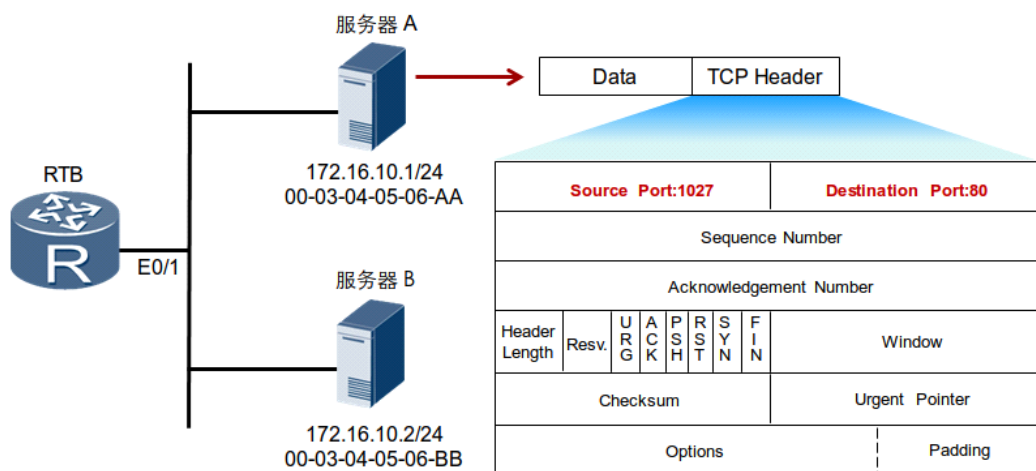 服务器 A
Data
TCP Header
172.16.10.1/24
00-03-04-05-06-AA
RTB
R
E0/1
服务器 B
172.16.10.2/24
00-03-04-05-06-BB
Source Port:1027
Destination Port:80
Sequence Number
Acknowledgement Number
Header
Length
Resv.
URG
ACK
PSH
RST
SYN
FIN
Window
Checksum
Urgent Pointer
Options
Padding